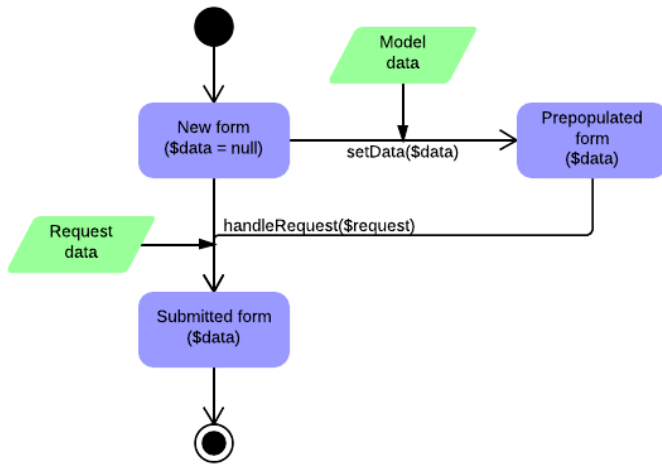 Model
data
New form
($data = null)
setData($data)
Prepopulated
form
($data)
handleRequest($request)
Request
data
Submitted form
($data)